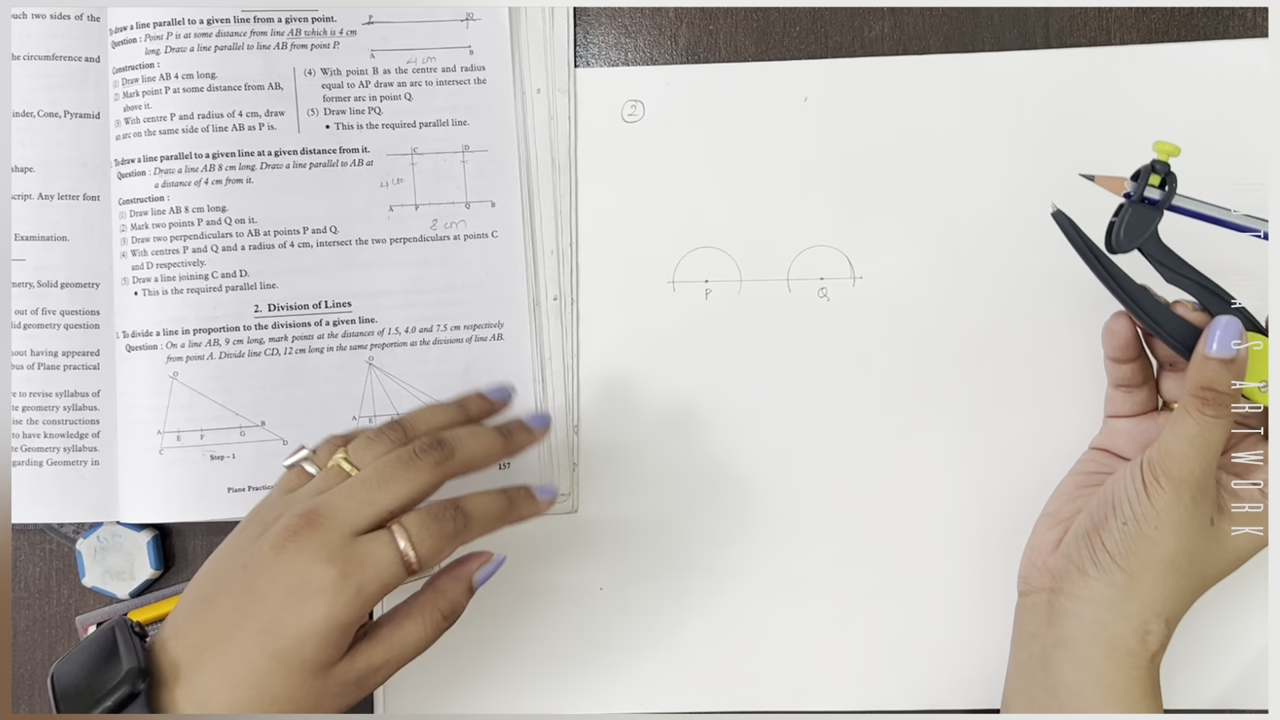 ouch two sides of the
he circumference and
inder, Cone, Pyramid
shape.
script. Any letter font
Examination.
metry, Solid geometry
out of five questions
lid geometry question
hout having appeared
bus of Plane practical
re to revise syllabus of
te geometry syllabus.
ise the constructions
to have knowledge of
te Geometry syllabus.
garding Geometry in
To draw a line parallel to a given line from a given point.
Question : Point P is at some distance from line AB which is 4 cm
long. Draw a line parallel to line AB from point P.
P Q
A B
4 cm
Construction :
(1) Draw line AB 4 cm long.
(2) Mark point P at some distance from AB,
above it.
(3) With centre P and radius of 4 cm, draw
an arc on the same side of line AB as P is.
(4) With point B as the centre and radius
equal to AP draw an arc to intersect the
former arc in point Q.
(5) Draw line PQ.
• This is the required parallel line.
To draw a line parallel to a given line at a given distance from it.
Question : Draw a line AB 8 cm long. Draw a line parallel to AB at
a distance of 4 cm from it.
C D
4 cm
A P Q B
8 cm
Construction :
(1) Draw line AB 8 cm long.
(2) Mark two points P and Q on it.
(3) Draw two perpendiculars to AB at points P and Q.
(4) With centres P and Q and a radius of 4 cm, intersect the two perpendiculars at points C
and D respectively.
(5) Draw a line joining C and D.
• This is the required parallel line.
2. Division of Lines
1. To divide a line in proportion to the divisions of a given line.
Question : On a line AB, 9 cm long, mark points at the distances of 1.5, 4.0 and 7.5 cm respectively
from point A. Divide line CD, 12 cm long in the same proportion as the divisions of line AB.
O
A E F G B
C D
Step-1
O
A E
157
Plane Practic
2
P Q
ARTWORK